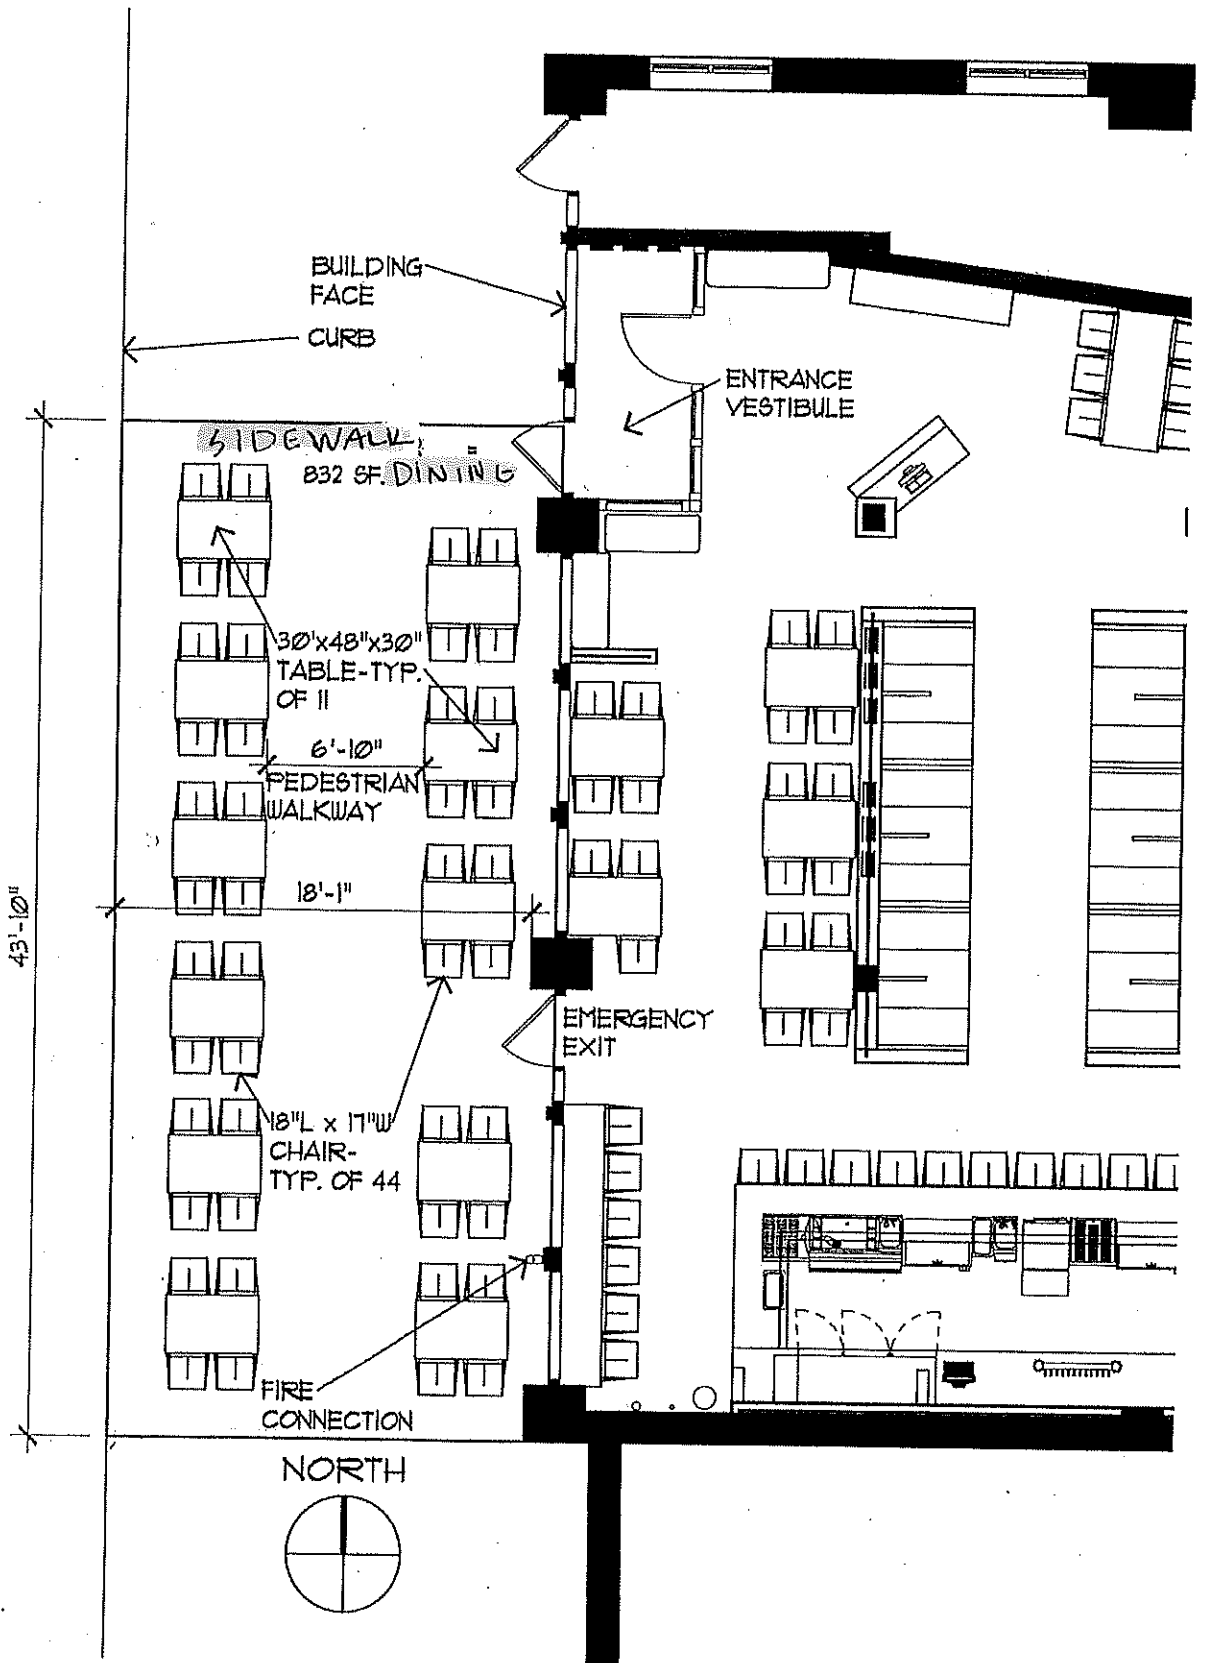 BUILDING
FACE
CURB
ENTRANCE
VESTIBULE
SIDEWALK
832 SF. DINING
30'x48"x30"
TABLE-TYP.
OF 11
6'-10"
PEDESTRIAN
WALKWAY
18'-1"
43'-10"
EMERGENCY
EXIT
18"L x 17"W
CHAIR-
TYP. OF 44
FIRE
CONNECTION
NORTH